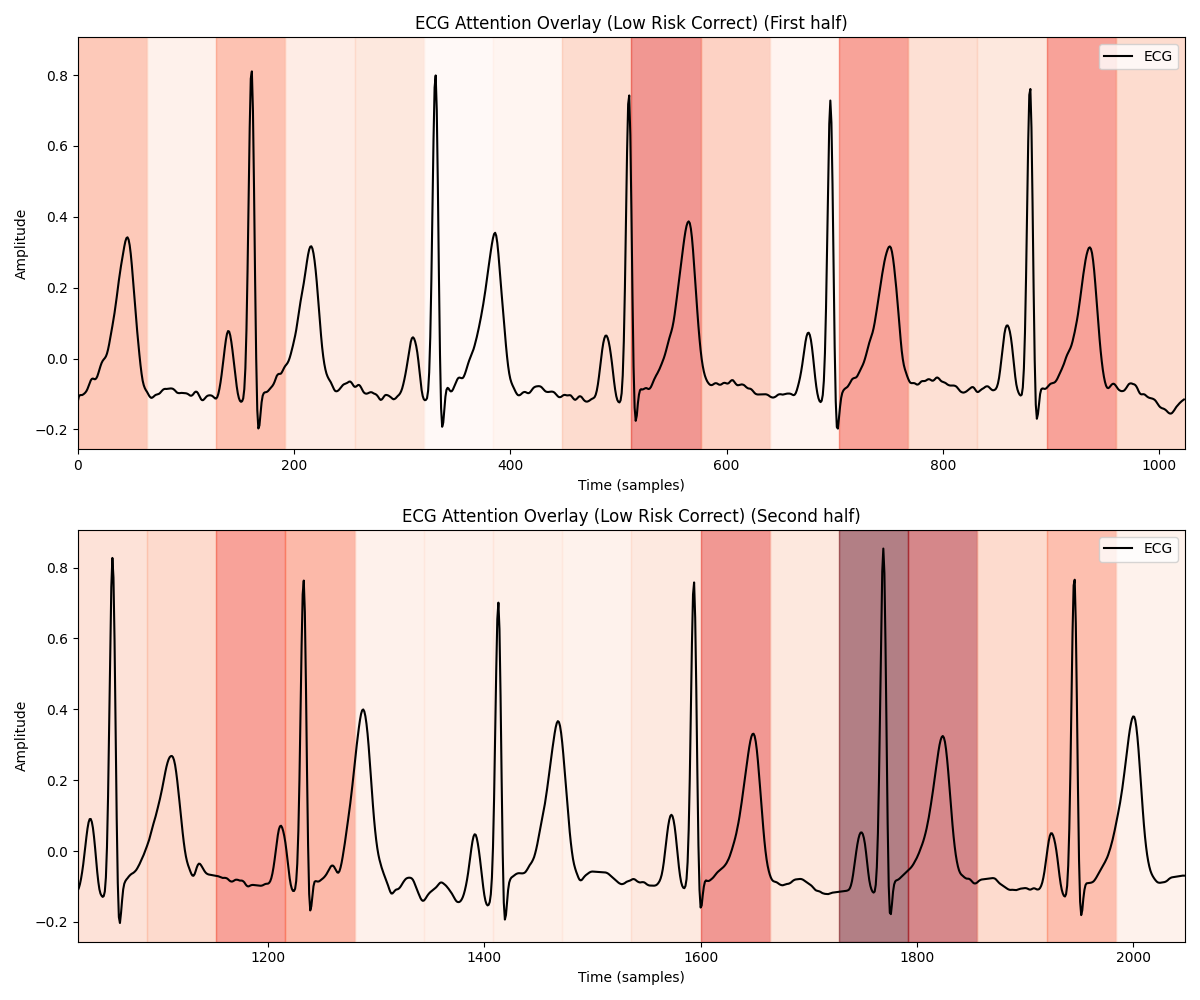 ECG Attention Overlay (Low Risk Correct) (First half)
ECG
0.8
0.6
0.4
0.2
0.0
−0.2
Amplitude
0 200 400 600 800 1000
Time (samples)
ECG Attention Overlay (Low Risk Correct) (Second half)
ECG
0.8
0.6
0.4
0.2
0.0
−0.2
Amplitude
1200 1400 1600 1800 2000
Time (samples)